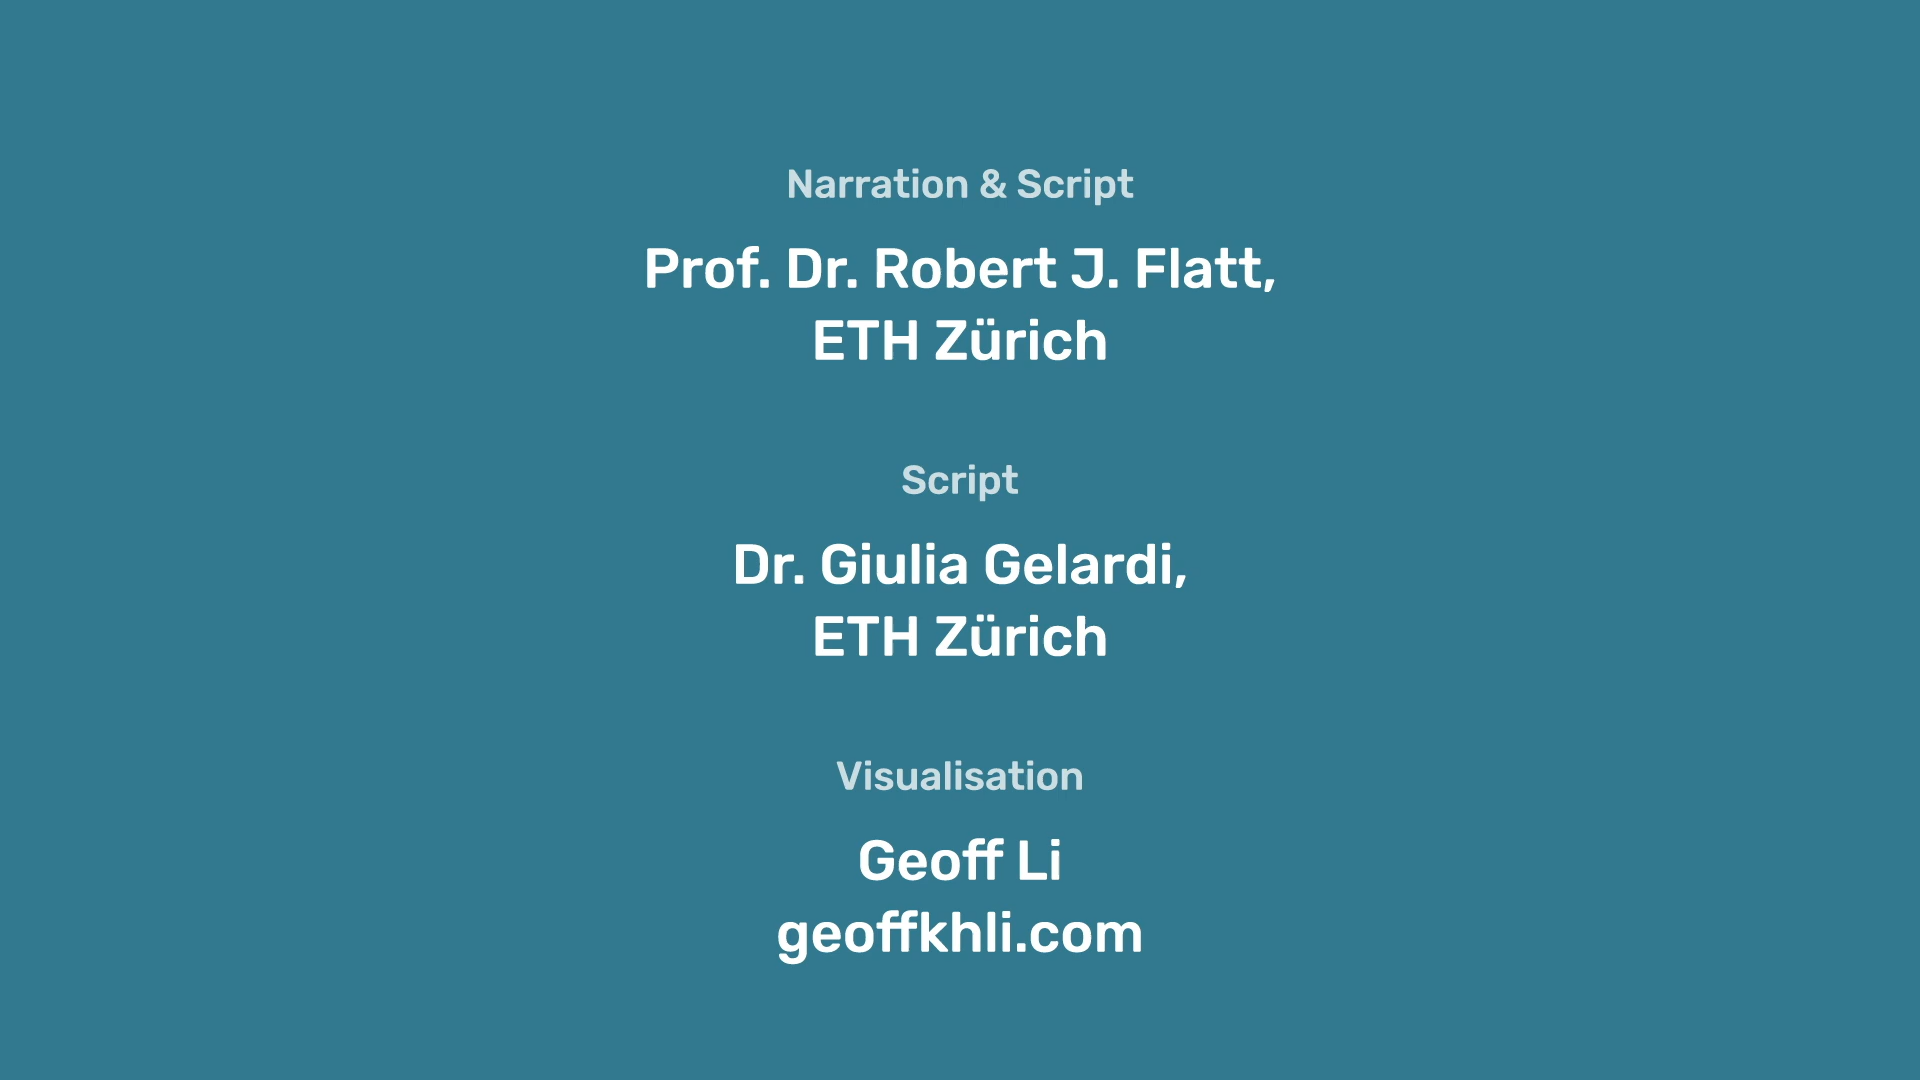 Narration & Script
Prof. Dr. Robert J. Flatt,
ETH Zürich
Script
Dr. Giulia Gelardi,
ETH Zürich
Visualisation
Geoff Li
geoffkhli.com